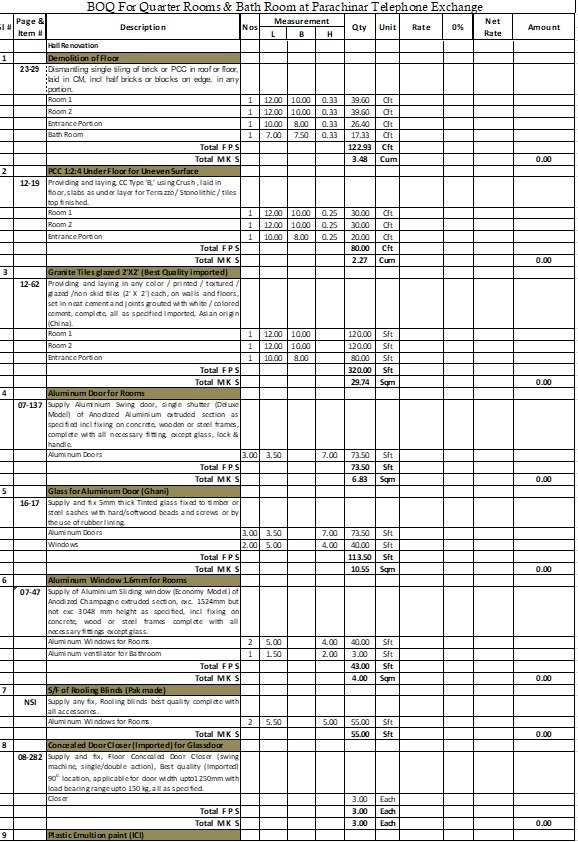 BOQ For Quarter Rooms & Bath Room at Parachinar Telephone Exchange
Sl # Page & Item # Description Nos Measurement L B H Qty Unit Rate 0% Net Rate Amount
Hall Renovation
1 Demolition of Floor
23-29 Dismantling single tiling of brick or PCC in roof or floor,
laid in CM, incl half bricks or blocks on edge, in any
portion.
Room 1 1 12.00 10.00 0.33 39.60 Cft
Room 2 1 12.00 10.00 0.33 39.60 Cft
Entrance Portion 1 10.00 8.00 0.33 26.40 Cft
Bath Room 1 7.00 7.50 0.33 17.33 Cft
Total F P S 122.93 Cft
Total M K S 3.48 Cum 0.00
2 PCC 1:2:4 Under Floor for Uneven Surface
12-19 Providing and laying, CC Type 'B,' using Crush , laid in
floor, slabs as under layer for Terrazzo / Stonolithic / tiles
top finished.
Room 1 1 12.00 10.00 0.25 30.00 Cft
Room 2 1 12.00 10.00 0.25 30.00 Cft
Entrance Portion 1 10.00 8.00 0.25 20.00 Cft
Total F P S 80.00 Cft
Total M K S 2.27 Cum 0.00
3 Granite Tiles glazed 2'X2' (Best Quality imported)
12-62 Providing and laying in any color / printed / textured /
glazed /non skid tiles (2' X 2') each, on walls and floors,
set in neat cement and joints grouted with white / colored
cement, complete, all as specified Imported, Asian origin
(China).
Room 1 1 12.00 10.00 120.00 Sft
Room 2 1 12.00 10.00 120.00 Sft
Entrance Portion 1 10.00 8.00 80.00 Sft
Total F P S 320.00 Sft
Total M K S 29.74 Sqm 0.00
4 Aluminum Door for Rooms
07-137 Supply Aluminium Swing door, single shutter (Deluxe
Model) of Anodized Aluminium extruded section as
specified incl fixing on concrete, wooden or steel frames,
complete with all necessary fitting, except glass, lock &
handle.
Aluminum Doors 3.00 3.50 7.00 73.50 Sft
Total F P S 73.50 Sft
Total M K S 6.83 Sqm 0.00
5 Glass for Aluminum Door (Ghani)
16-17 Supply and fix 5mm thick Tinted glass fixed to timber or
steel sashes with hard/softwood beads and screws or by
the use of rubber lining.
Aluminum Doors 3.00 3.50 7.00 73.50 Sft
Windows 2.00 5.00 4.00 40.00 Sft
Total F P S 113.50 Sft
Total M K S 10.55 Sqm 0.00
6 Aluminum Window 1.6mm for Rooms
07-47 Supply of Aluminium Sliding window (Economy Model) of
Anodized Champagne extruded section, exc. 1524mm but
not exc 3048 mm height as specified, incl fixing on
concrete, wood or steel frames complete with all
necessary fittings except glass.
Aluminum Windows for Rooms 2 5.00 4.00 40.00 Sft
Aluminum ventilator for Bathroom 1 1.50 2.00 3.00 Sft
Total F P S 43.00 Sft
Total M K S 4.00 Sqm 0.00
7 S/F of Rooling Blinds (Pak made)
NSI Supply any fix, Rooling blinds best quality complete with
all accessories.
Aluminum Windows for Rooms 2 5.50 5.00 55.00 Sft
Total M K S 55.00 Sft 0.00
8 Concealed Door Closer (Imported) for Glassdoor
08-282 Supply and fix, Floor Concealed Door Closer (swing
machine, single/double action), Best quality (Imported)
90° location, applicable for door width upto 1250mm with
load bearing range upto 150 kg, all as specified.
Closer 3.00 Each
Total F P S 3.00 Each
Total M K S 3.00 Each 0.00
9 Plastic Emultion paint (ICI)